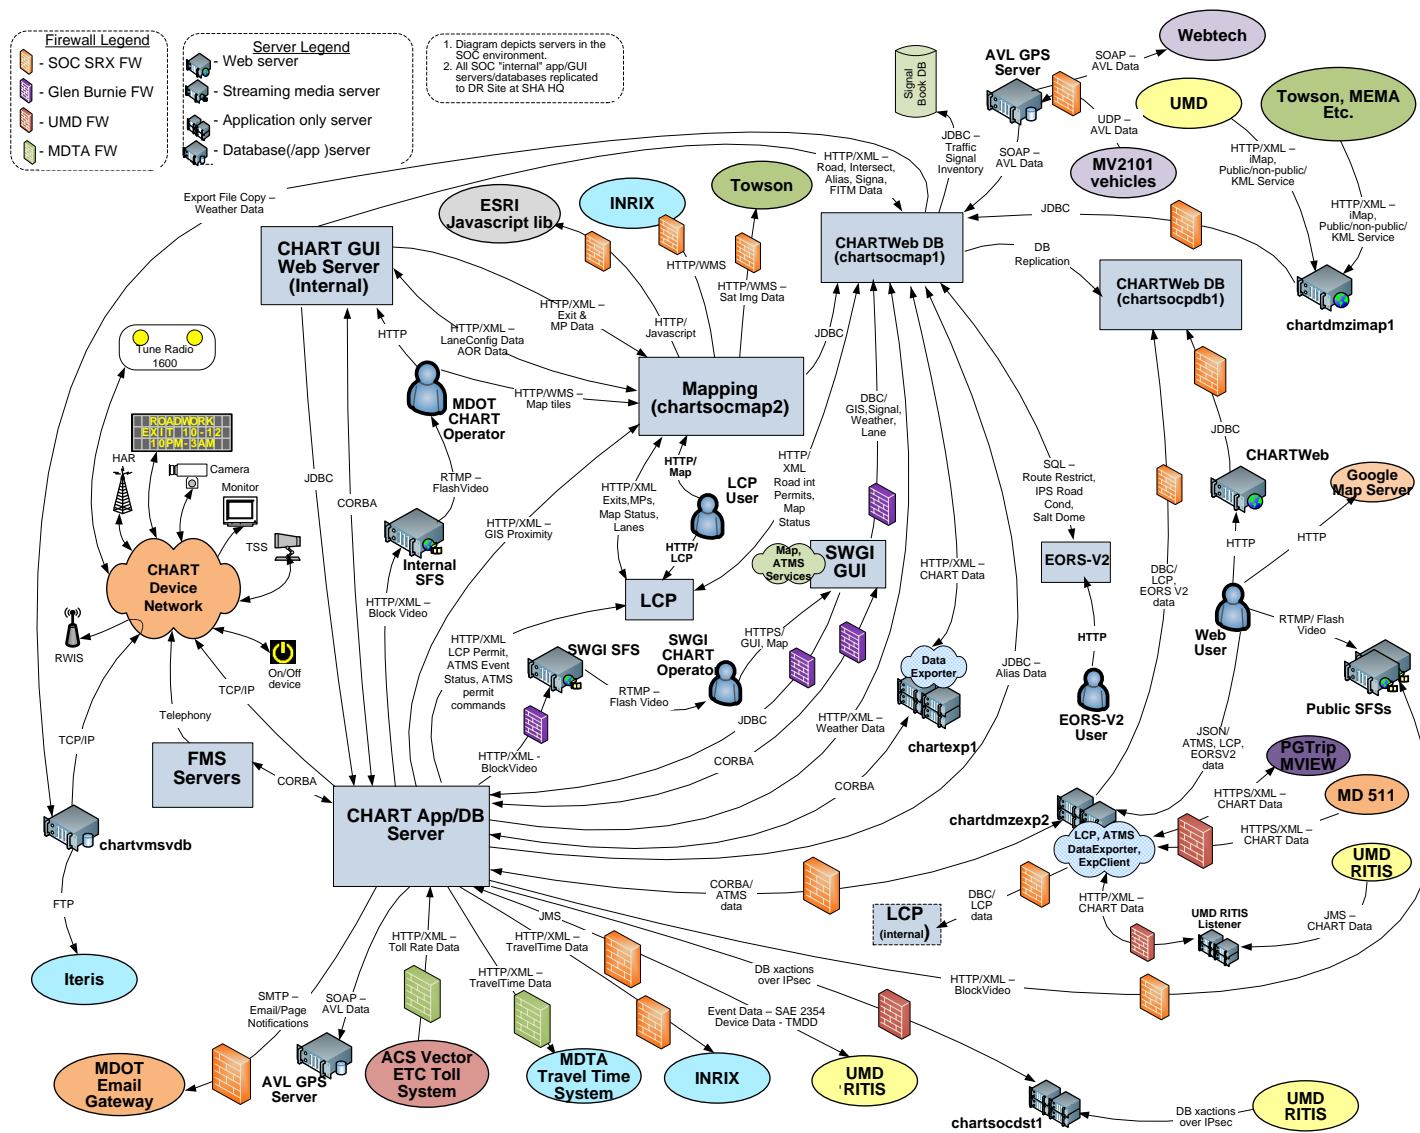 Firewall Legend
- SOC SRX FW
- Glen Burnie FW
- UMD FW
- MDTA FW
Server Legend
- Web server
- Streaming media server
- Application only server
- Database(/app )server
1. Diagram depicts servers in the
SOC environment.
2. All SOC "internal" app/GUI
servers/databases replicated
to DR Site at SHA HQ
Signal
Book DB
AVL GPS
Server
SOAP –
AVL Data
Webtech
UDP –
AVL Data
MV2101
vehicles
UMD
Towson, MEMA
Etc.
HTTP/XML –
iMap,
Public/non-public/
KML Service
HTTP/XML –
iMap,
Public/non-public/
KML Service
chartdmzimap1
JDBC
JDBC –
Traffic
Signal
Inventory
SOAP –
AVL Data
HTTP/XML –
Road, Intersect,
Alias, Signa,
FITM Data
Export File Copy –
Weather Data
ESRI
Javascript lib
INRIX
Towson
CHART GUI
Web Server
(Internal)
CHARTWeb DB
(chartsocmap1)
DB
Replication
CHARTWeb DB
(chartsocpdb1)
HTTP/WMS
HTTP/WMS –
Sat Img Data
HTTP/
Javascript
HTTP/XML –
Exit &
MP Data
HTTP/XML –
LaneConfig Data
AOR Data
HTTP
JDBC
Tune Radio
1600
MDOT
CHART
Operator
HTTP/WMS –
Map tiles
Mapping
(chartsocmap2)
DBC/
GIS,Signal,
Weather,
Lane
JDBC
ROADWORK
EXIT 10-12
10PM-3AM
HAR
Camera
Monitor
TSS
JDBC
CORBA
RTMP –
FlashVideo
HTTP/XML
Exits,MPs,
Map Status,
Lanes
HTTP/
Map
LCP
User
HTTP/
LCP
HTTP/
XML
Road int
Permits,
Map
Status
SQL –
Route Restrict,
IPS Road
Cond,
Salt Dome
CHARTWeb
Google
Map Server
HTTP
HTTP
CHART
Device
Network
Internal
SFS
HTTP/XML –
GIS Proximity
HTTP/XML –
Block Video
LCP
Map,
ATMS
Services
SWGI
GUI
HTTP/XML –
CHART Data
EORS-V2
DBC/
LCP,
EORS V2
data
Web
User
RTMP/ Flash
Video
RWIS
On/Off
device
TCP/IP
HTTP/XML
LCP Permit,
ATMS Event
Status, ATMS
permit
commands
SWGI SFS
RTMP –
Flash Video
SWGI
CHART
Operator
HTTPS/
GUI, Map
Data
Exporter
chartexp1
JDBC –
Alias Data
HTTP
EORS-V2
User
Public SFSs
Telephony
TCP/IP
FMS
Servers
CORBA
HTTP/XML -
BlockVideo
JDBC
HTTP/XML –
Weather Data
CORBA
CORBA
JSON/
ATMS, LCP,
EORSV2
data
PGTrip
MVIEW
HTTPS/XML –
CHART Data
MD 511
HTTPS/XML –
CHART Data
chartvmsvdb
CHART App/DB
Server
chartdmzexp2
LCP, ATMS
DataExporter,
ExpClient
UMD
RITIS
CORBA/
ATMS
data
DBC/
LCP
data
LCP
(internal)
HTTP/XML –
CHART Data
UMD RITIS
Listener
JMS –
CHART Data
FTP
Iteris
SMTP –
Email/Page
Notifications
SOAP –
AVL Data
HTTP/XML –
Toll Rate Data
JMS
HTTP/XML –
TravelTime Data
HTTP/XML –
TravelTime Data
DB xactions
over IPsec
HTTP/XML –
BlockVideo
Event Data – SAE 2354
Device Data - TMDD
MDOT
Email
Gateway
AVL GPS
Server
ACS Vector
ETC Toll
System
MDTA
Travel Time
System
INRIX
UMD
RITIS
chartsocdst1
DB xactions
over IPsec
UMD
RITIS